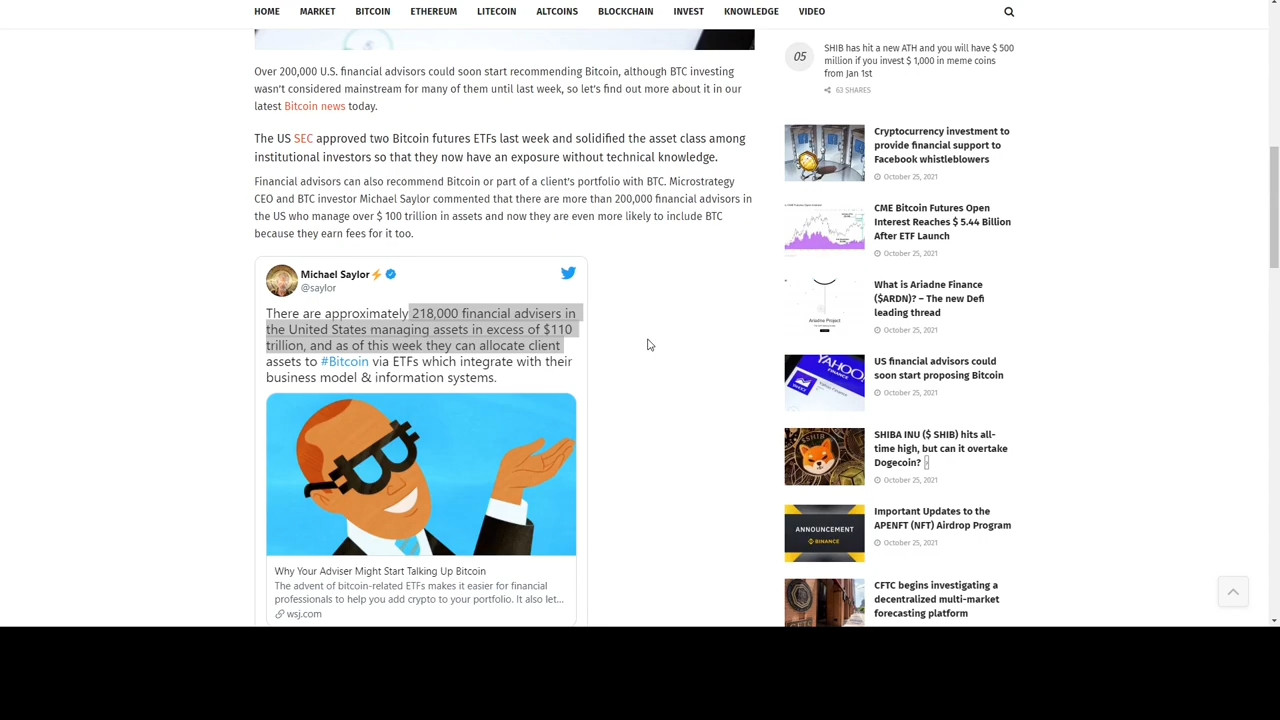 HOME MARKET BITCOIN ETHEREUM LITECOIN ALTCOINS BLOCKCHAIN INVEST KNOWLEDGE VIDEO
Over 200,000 U.S. financial advisors could soon start recommending Bitcoin, although BTC investing
wasn't considered mainstream for many of them until last week, so let's find out more about it in our
latest Bitcoin news today.
The US SEC approved two Bitcoin futures ETFs last week and solidified the asset class among
institutional investors so that they now have an exposure without technical knowledge.
Financial advisors can also recommend Bitcoin or part of a client's portfolio with BTC. Microstrategy
CEO and BTC investor Michael Saylor commented that there are more than 200,000 financial advisors in
the US who manage over $ 100 trillion in assets and now they are even more likely to include BTC
because they earn fees for it too.
Michael Saylor⚡
@saylor
There are approximately 218,000 financial advisers in
the United States managing assets in excess of $110
trillion, and as of this week they can allocate client
assets to #Bitcoin via ETFs which integrate with their
business model & information systems.
Why Your Adviser Might Start Talking Up Bitcoin
The advent of bitcoin-related ETFs makes it easier for financial
professionals to help you add crypto to your portfolio. It also let...
wsj.com
05
SHIB has hit a new ATH and you will have $ 500
million if you invest $ 1,000 in meme coins
from Jan 1st
63 SHARES
Cryptocurrency investment to
provide financial support to
Facebook whistleblowers
October 25, 2021
CME Bitcoin Futures Open
Interest Reaches $ 5.44 Billion
After ETF Launch
October 25, 2021
Ariadne Project
What is Ariadne Finance
($ARDN)? – The new Defi
leading thread
October 25, 2021
YAHOO!
US financial advisors could
soon start proposing Bitcoin
October 25, 2021
$SHIB
SHIBA INU ($ SHIB) hits all-
time high, but can it overtake
Dogecoin?
October 25, 2021
ANNOUNCEMENT
BINANCE
Important Updates to the
APENFT (NFT) Airdrop Program
October 25, 2021
CFTC begins investigating a
decentralized multi-market
forecasting platform